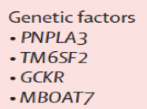 Genetic factors
• PNPLA3
• TM6SF2
• GCKR
• MBOAT7